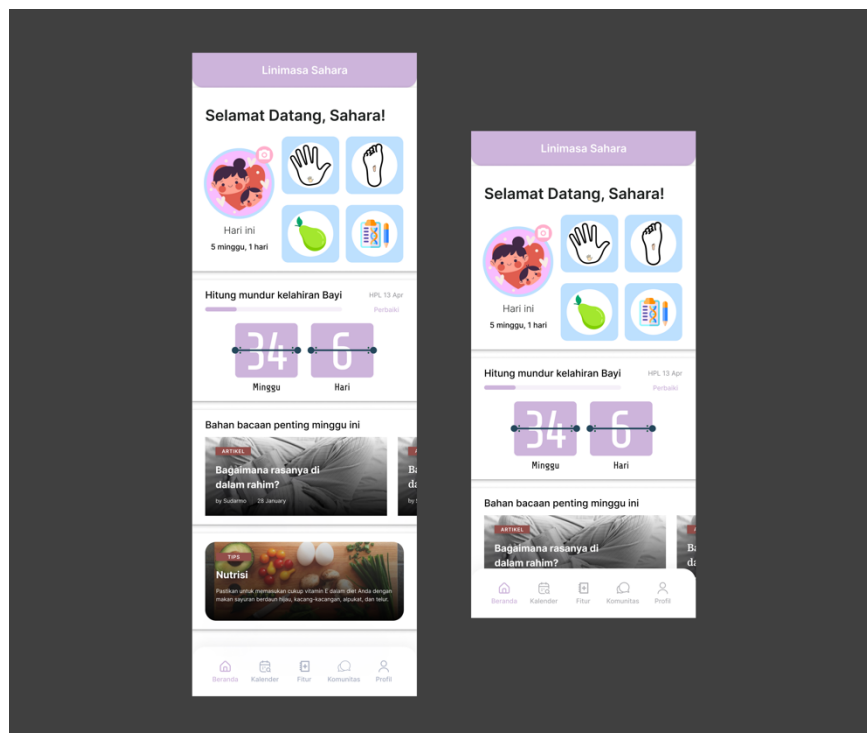 Linimasa Sahara
Selamat Datang, Sahara!
Hari ini
5 minggu, 1 hari
Hitung mundur kelahiran Bayi
HPL 13 Apr
Perbaiki
34
6
Minggu
Hari
Bahan bacaan penting minggu ini
ARTIKEL
Bagaimana rasanya di
dalam rahim?
by Sudarmo
28 January
TIPS
Nutrisi
Pastikan untuk memasukan cukup vitamin E dalam diet Anda dengan
makan sayuran berdaun hijau, kacang-kacangan, alpukat, dan telur.
Beranda
Kalender
Fitur
Komunitas
Profil
Linimasa Sahara
Selamat Datang, Sahara!
Hari ini
5 minggu, 1 hari
Hitung mundur kelahiran Bayi
HPL 13 Apr
Perbaiki
34
6
Minggu
Hari
Bahan bacaan penting minggu ini
ARTIKEL
Bagaimana rasanya di
dalam rahim?
Beranda
Kalender
Fitur
Komunitas
Profil